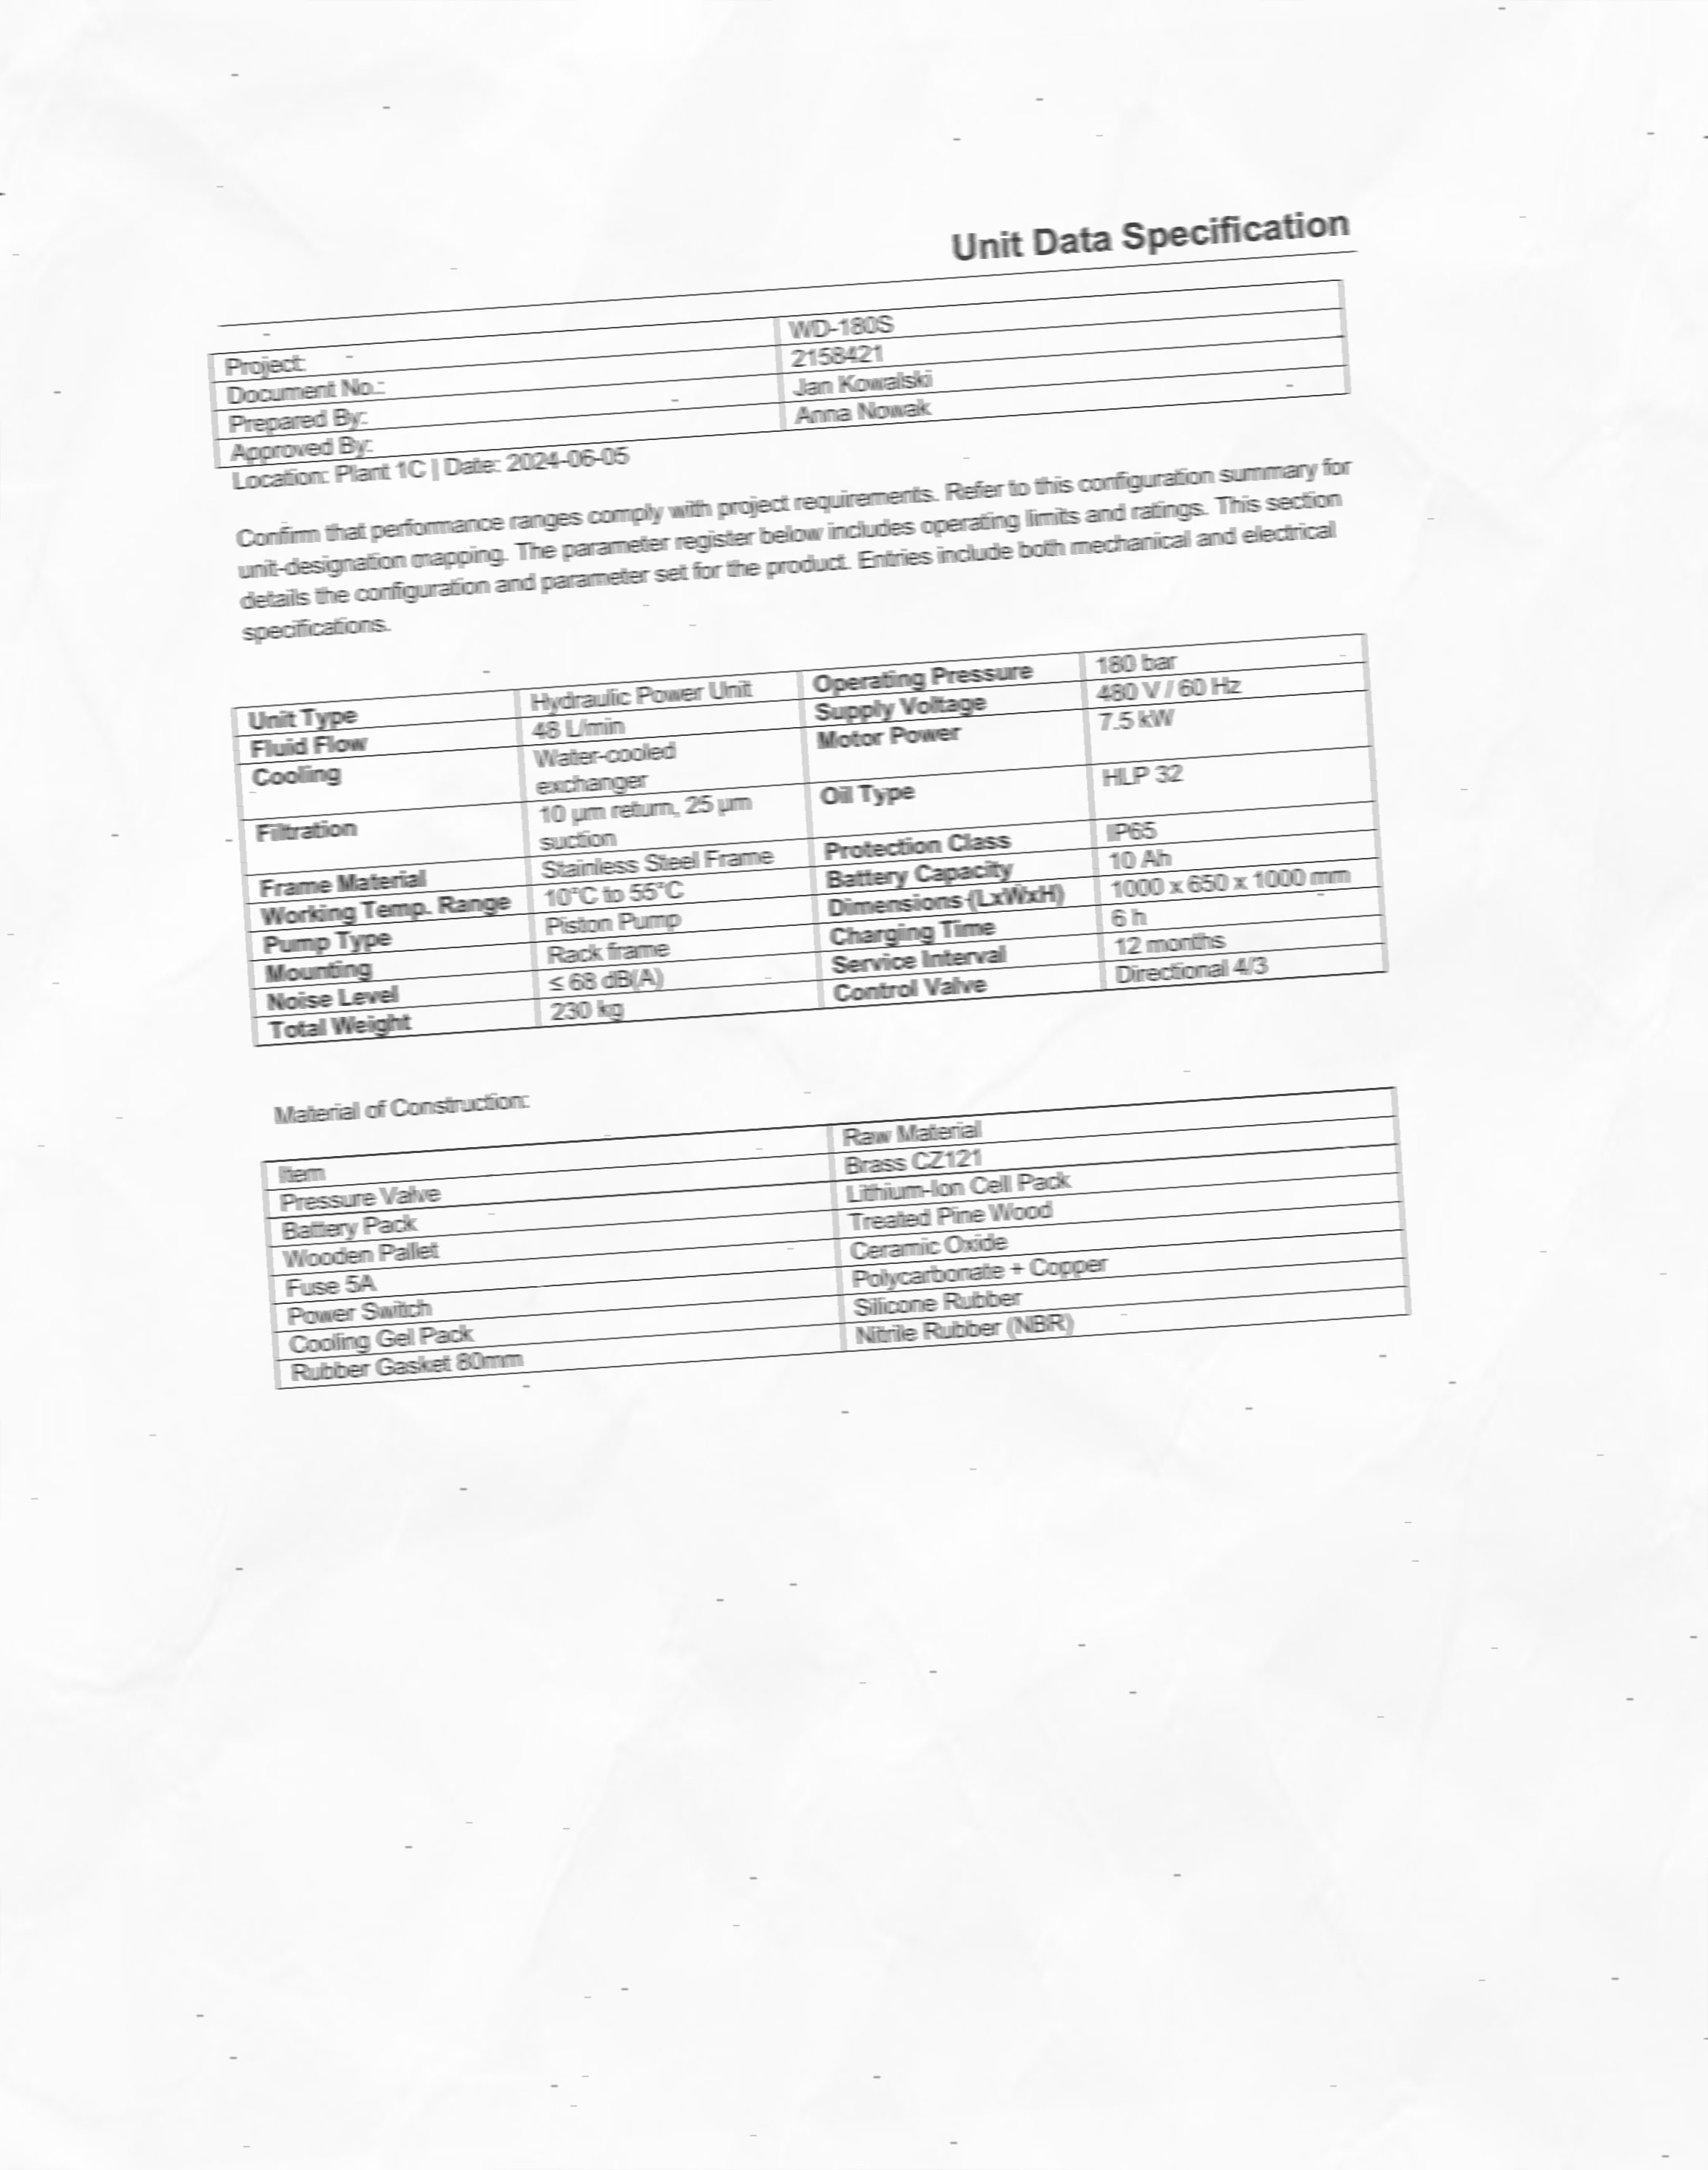 Unit Data Specification
Project: WD-180S
Document No.: 2158421
Prepared By: Jan Kowalski
Approved By: Anna Nowak
Location: Plant 1C | Date: 2024-06-05
Confirm that performance ranges comply with project requirements. Refer to this configuration summary for
unit-designation mapping. The parameter register below includes operating limits and ratings. This section
details the configuration and parameter set for the product. Entries include both mechanical and electrical
specifications.
Unit Type Hydraulic Power Unit Operating Pressure 180 bar
Fluid Flow 48 L/min Supply Voltage 480 V / 60 Hz
Cooling Water-cooled Motor Power 7.5 kW
exchanger
Filtration 10 µm return, 25 µm Oil Type HLP 32
suction
Frame Material Stainless Steel Frame Protection Class IP65
Working Temp. Range 10°C to 55°C Battery Capacity 10 Ah
Pump Type Piston Pump Dimensions (LxWxH) 1000 x 650 x 1000 mm
Mounting Rack frame Charging Time 6 h
Noise Level ≤ 68 dB(A) Service Interval 12 months
Total Weight 230 kg Control Valve Directional 4/3
Material of Construction:
Item Raw Material
Pressure Valve Brass CZ121
Battery Pack Lithium-Ion Cell Pack
Wooden Pallet Treated Pine Wood
Fuse 5A Ceramic Oxide
Power Switch Polycarbonate + Copper
Cooling Gel Pack Silicone Rubber
Rubber Gasket 80mm Nitrile Rubber (NBR)